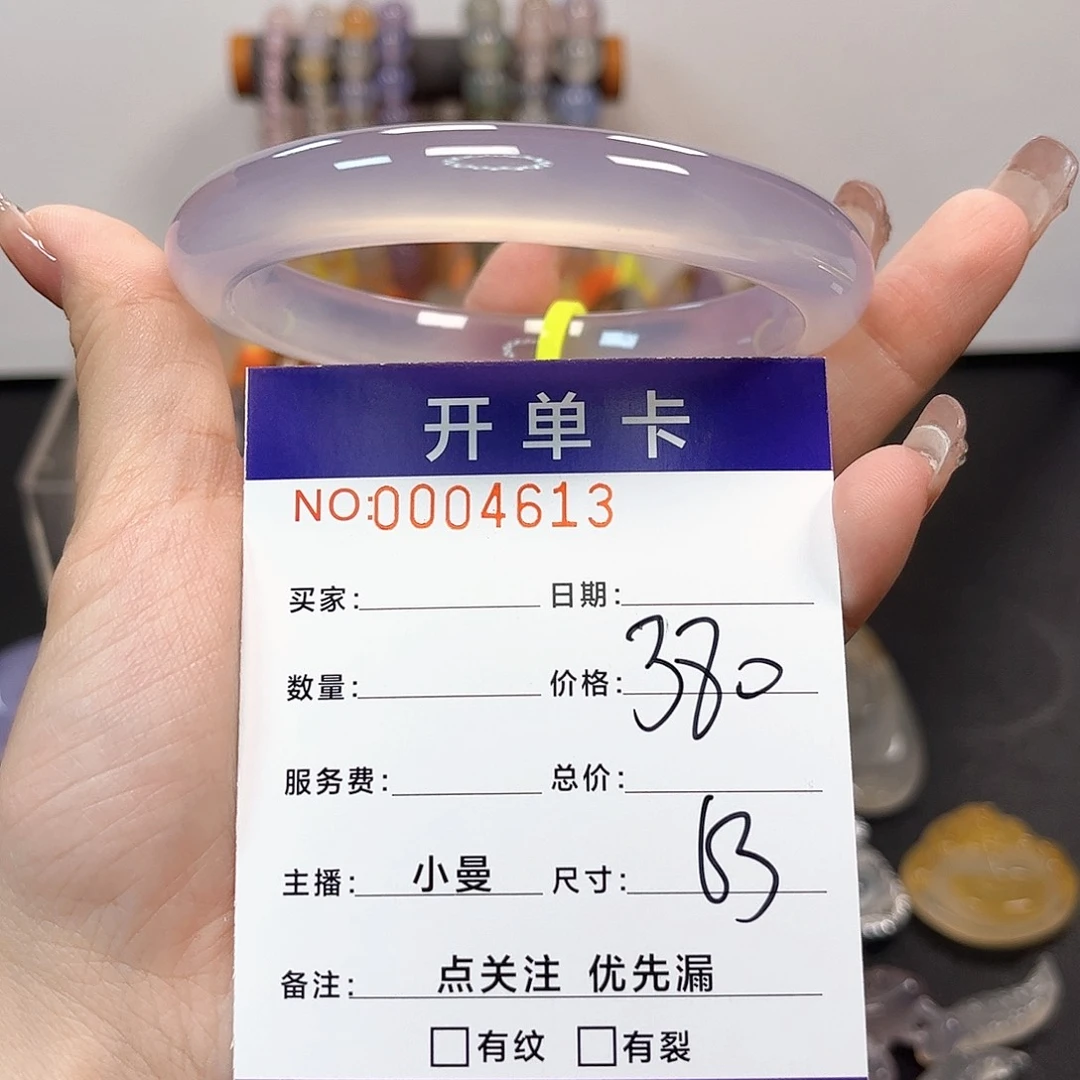 开单卡
NO:0004613
买家: 日期:
数量: 价格: 380
服务费: 总价:
主播: 小曼 尺寸: 63
备注: 点关注 优先漏
□有纹 □有裂